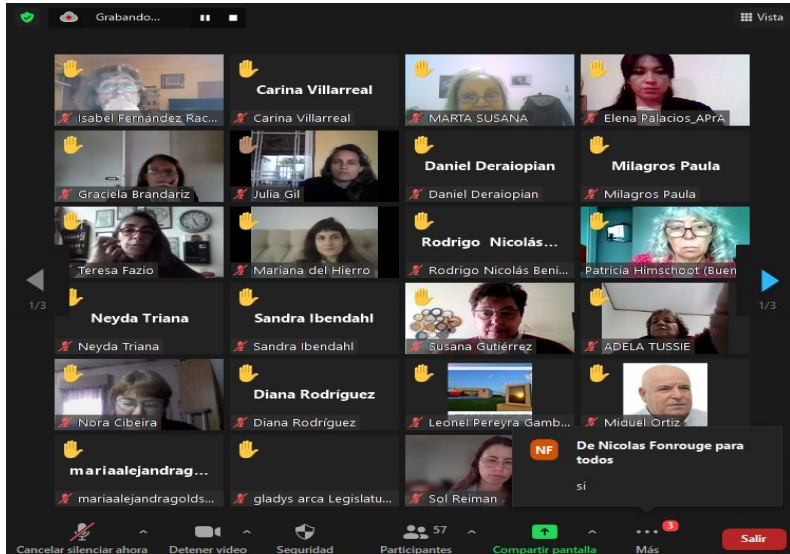 Grabando...
Vista
Isabel Fernández Rac...
Carina Villarreal
Carina Villarreal
MARTA SUSANA
Elena Palacios_APrA
Graciela Brandariz
Julia Gil
Daniel Deraiopian
Daniel Deraiopian
Milagros Paula
Milagros Paula
Teresa Fazio
Mariana del Hierro
Rodrigo Nicolás...
Rodrigo Nicolás Beni...
Patricia Himschoot (Buen
1/3
1/3
Neyda Triana
Neyda Triana
Sandra Ibendahl
Sandra Ibendahl
Susana Gutiérrez
ADELA TUSSIE
Nora Cibeira
Diana Rodríguez
Diana Rodríguez
Leonel Pereyra Gamb...
Miguel Ortiz
mariaalejandrag...
mariaalejandragolds...
gladys arca Legislatu...
Sol Reiman
NF
De Nicolas Fonrouge para
todos
si
Cancelar silenciar ahora
Detener video
Seguridad
57
Participantes
Compartir pantalla
3
Más
Salir